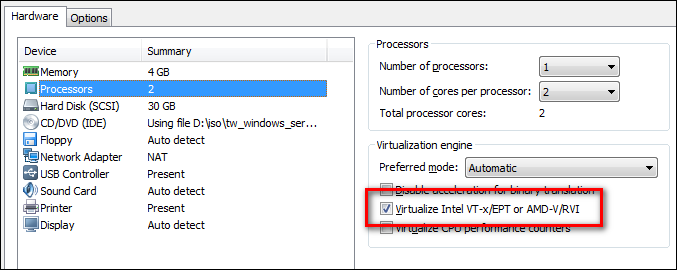 Hardware Options
Device Summary
Memory 4 GB
Processors 2
Hard Disk (SCSI) 30 GB
CD/DVD (IDE) Using file D:\iso\tw_windows_ser...
Floppy Auto detect
Network Adapter NAT
USB Controller Present
Sound Card Auto detect
Printer Present
Display Auto detect
Processors
Number of processors: 1
Number of cores per processor: 2
Total processor cores: 2
Virtualization engine
Preferred mode: Automatic
Disable acceleration for binary translation
Virtualize Intel VT-x/EPT or AMD-V/RVI
Virtualize CPU performance counters